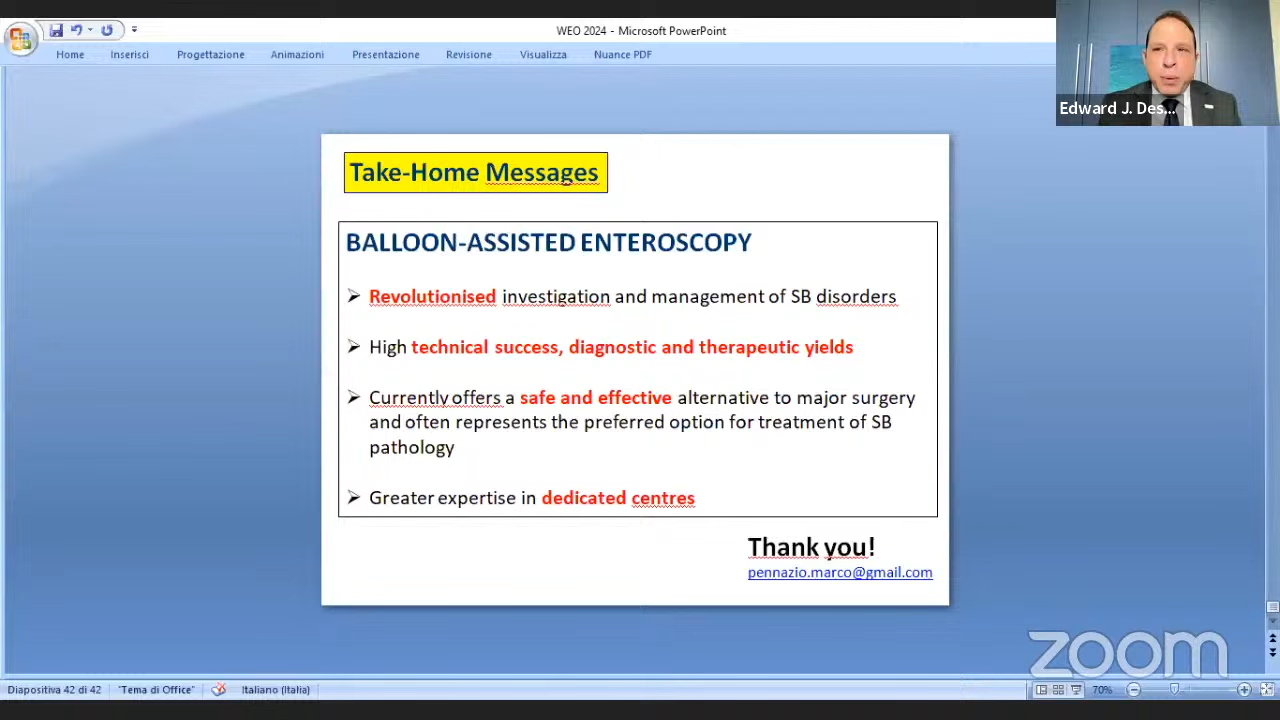 WEO 2024 - Microsoft PowerPoint
Home Inserisci Progettazione Animazioni Presentazione Revisione Visualizza Nuance PDF
Edward J. Des...
Take-Home Messages
BALLOON-ASSISTED ENTEROSCOPY
Revolutionised investigation and management of SB disorders
High technical success, diagnostic and therapeutic yields
Currently offers a safe and effective alternative to major surgery
and often represents the preferred option for treatment of SB
pathology
Greater expertise in dedicated centres
Thank you!
pennazio.marco@gmail.com
zoom
Diapositiva 42 di 42 "Tema di Office" Italiano (Italia) 70%